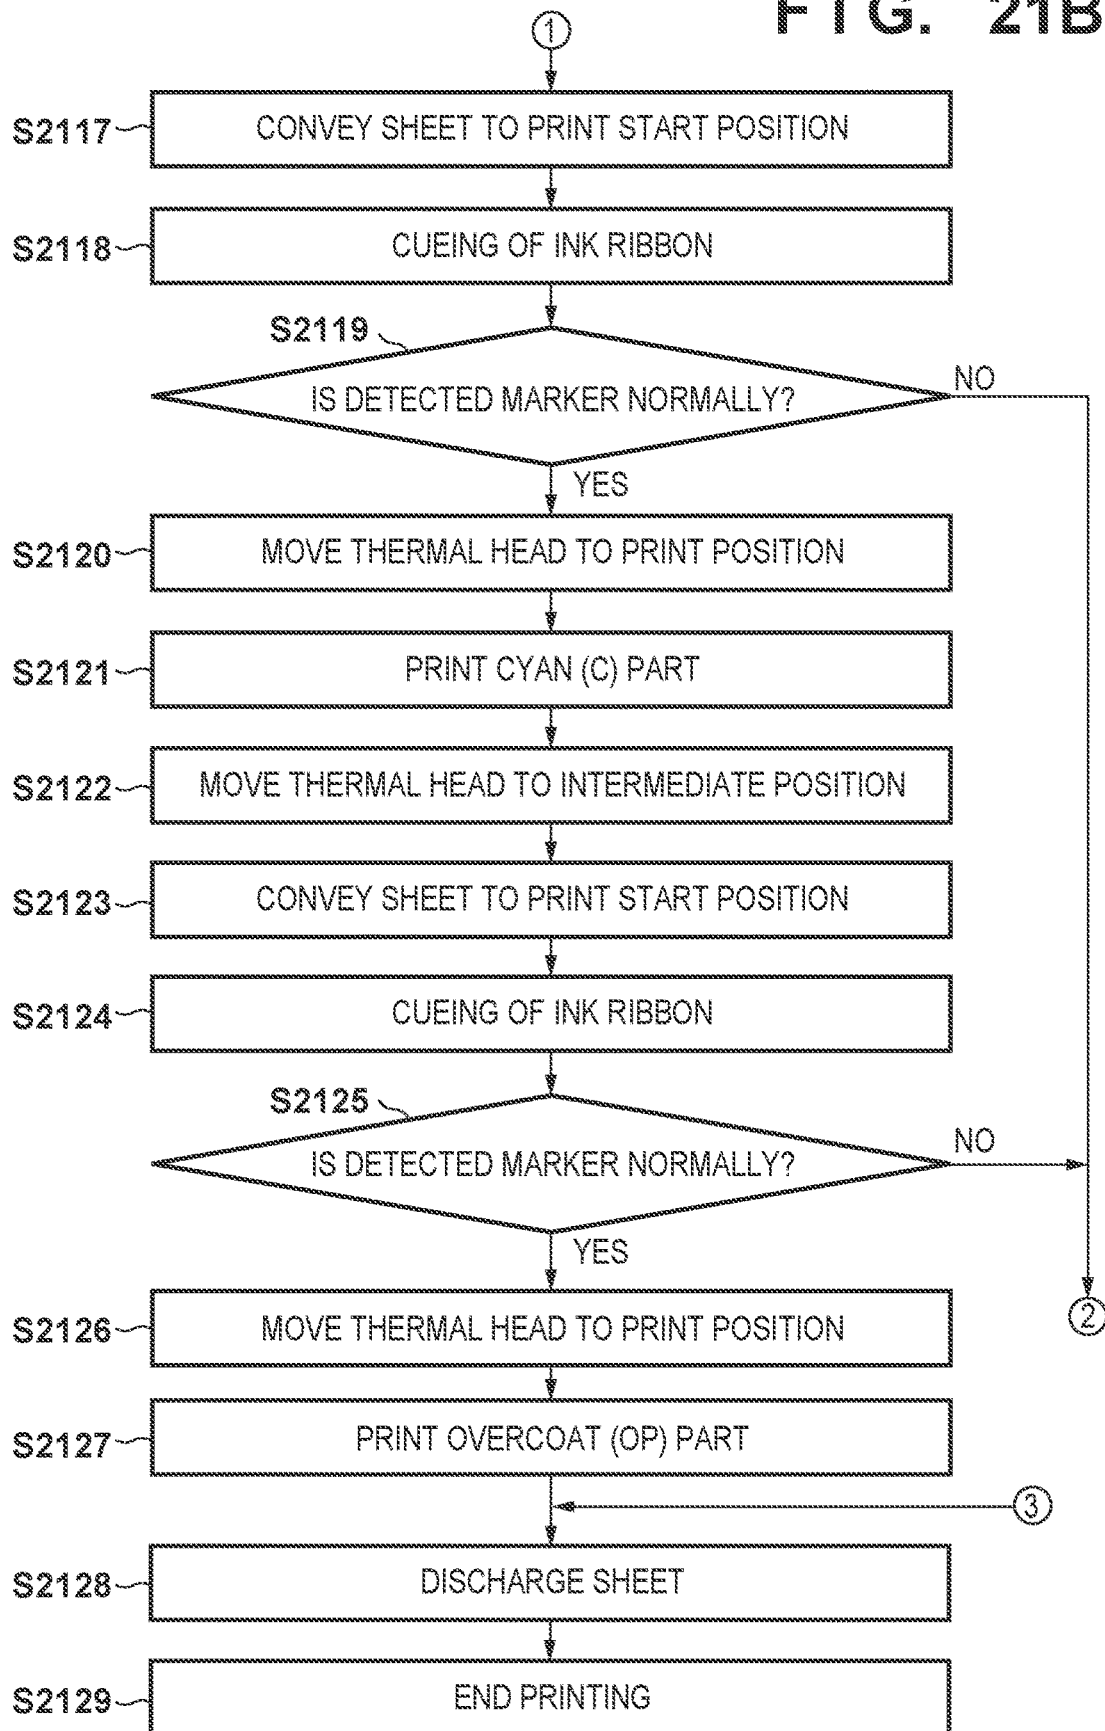 FIG. 21B
①
S2117 CONVEY SHEET TO PRINT START POSITION
S2118 CUEING OF INK RIBBON
S2119
IS DETECTED MARKER NORMALLY?
NO
YES
S2120 MOVE THERMAL HEAD TO PRINT POSITION
S2121 PRINT CYAN (C) PART
S2122 MOVE THERMAL HEAD TO INTERMEDIATE POSITION
S2123 CONVEY SHEET TO PRINT START POSITION
S2124 CUEING OF INK RIBBON
S2125
IS DETECTED MARKER NORMALLY?
NO
YES
S2126 MOVE THERMAL HEAD TO PRINT POSITION
②
S2127 PRINT OVERCOAT (OP) PART
③
S2128 DISCHARGE SHEET
S2129 END PRINTING